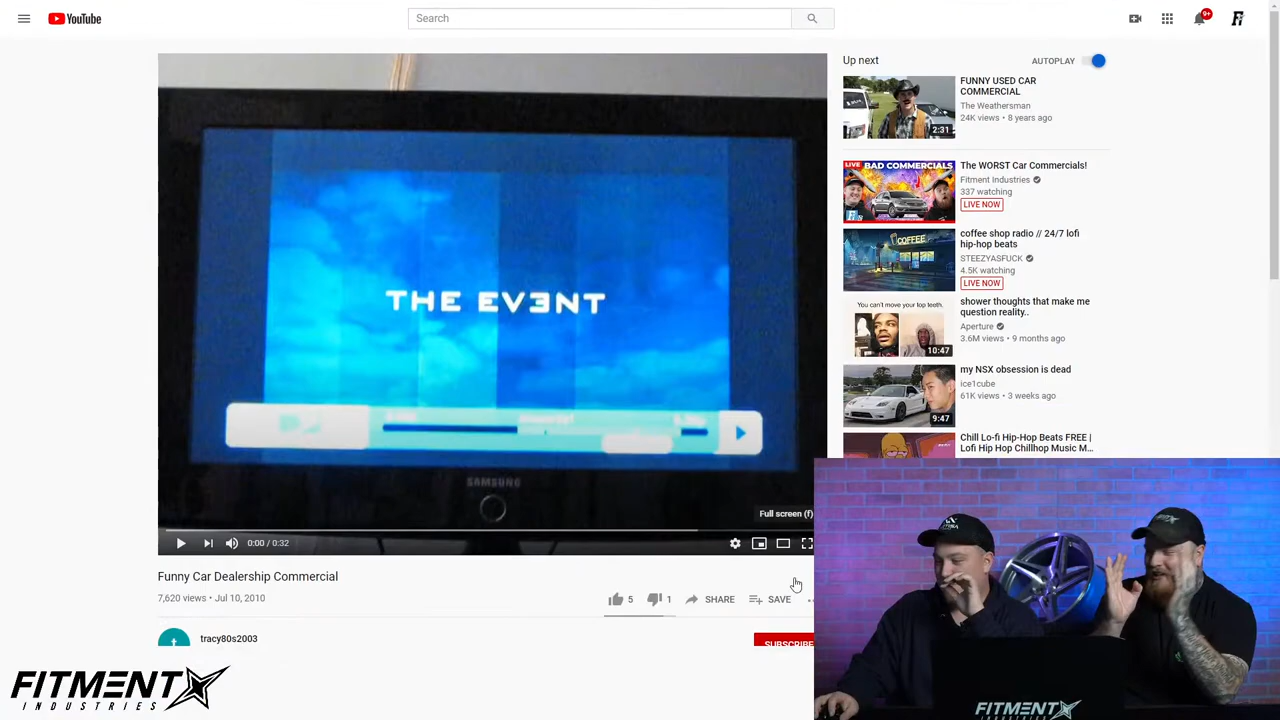 YouTube
Search
9+
THE EVƎNT
SAMSUNG
Full screen (f)
0:00 / 0:32
Funny Car Dealership Commercial
7,620 views • Jul 10, 2010
5
1
SHARE
SAVE
t
tracy80s2003
SUBSCRIBE
Up next
AUTOPLAY
2:31
FUNNY USED CAR
COMMERCIAL
The Weathersman
24K views • 8 years ago
LIVE
BAD COMMERCIALS
The WORST Car Commercials!
Fitment Industries
337 watching
LIVE NOW
COFFEE
coffee shop radio // 24/7 lofi
hip-hop beats
STEEZYASFUCK
4.5K watching
LIVE NOW
You can't move your top teeth.
10:47
shower thoughts that make me
question reality..
Aperture
3.6M views • 9 months ago
9:47
my NSX obsession is dead
ice1cube
61K views • 3 weeks ago
Chill Lo-fi Hip-Hop Beats FREE |
Lofi Hip Hop Chillhop Music M...
FITMENT
INDUSTRIES
FITMENT
INDUSTRIES